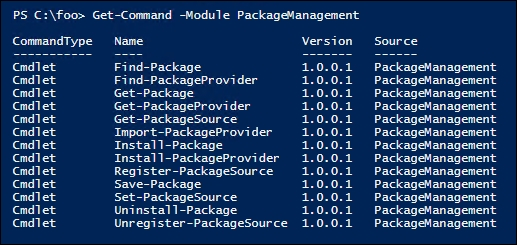 PS C:\foo> Get-Command -Module PackageManagement
CommandType Name Version Source
----------- ---- ------- ------
Cmdlet Find-Package 1.0.0.1 PackageManagement
Cmdlet Find-PackageProvider 1.0.0.1 PackageManagement
Cmdlet Get-Package 1.0.0.1 PackageManagement
Cmdlet Get-PackageProvider 1.0.0.1 PackageManagement
Cmdlet Get-PackageSource 1.0.0.1 PackageManagement
Cmdlet Import-PackageProvider 1.0.0.1 PackageManagement
Cmdlet Install-Package 1.0.0.1 PackageManagement
Cmdlet Install-PackageProvider 1.0.0.1 PackageManagement
Cmdlet Register-PackageSource 1.0.0.1 PackageManagement
Cmdlet Save-Package 1.0.0.1 PackageManagement
Cmdlet Set-PackageSource 1.0.0.1 PackageManagement
Cmdlet Uninstall-Package 1.0.0.1 PackageManagement
Cmdlet Unregister-PackageSource 1.0.0.1 PackageManagement